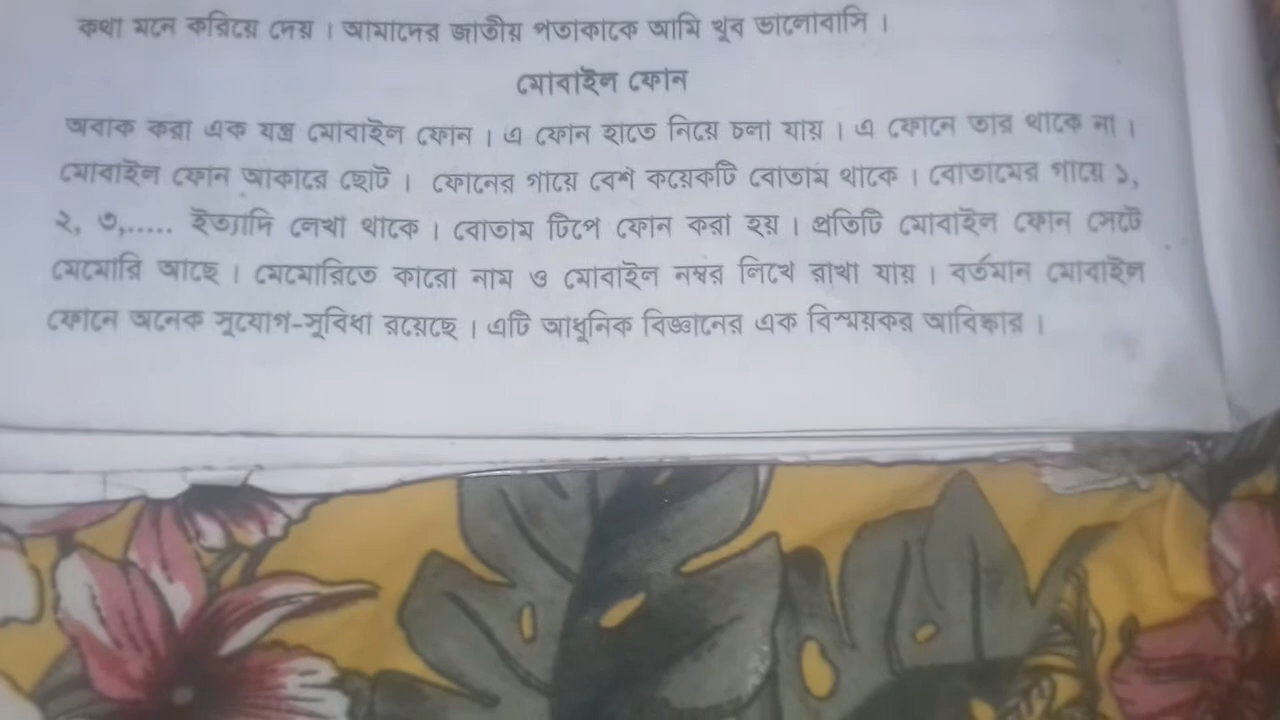 কথা মনে করিয়ে দেয় । আমাদের জাতীয় পতাকাকে আমি খুব ভালোবাসি ।
মোবাইল ফোন
অবাক করা এক যন্ত্র মোবাইল ফোন । এ ফোন হাতে নিয়ে চলা যায় । এ ফোনে তার থাকে না ।
মোবাইল ফোন আকারে ছোট । ফোনের গায়ে বেশ কয়েকটি বোতাম থাকে । বোতামের গায়ে ১,
২, ৩,..... ইত্যাদি লেখা থাকে । বোতাম টিপে ফোন করা হয় । প্রতিটি মোবাইল ফোন সেটে
মেমোরি আছে । মেমোরিতে কারো নাম ও মোবাইল নম্বর লিখে রাখা যায় । বর্তমান মোবাইল
ফোনে অনেক সুযোগ-সুবিধা রয়েছে । এটি আধুনিক বিজ্ঞানের এক বিস্ময়কর আবিষ্কার ।